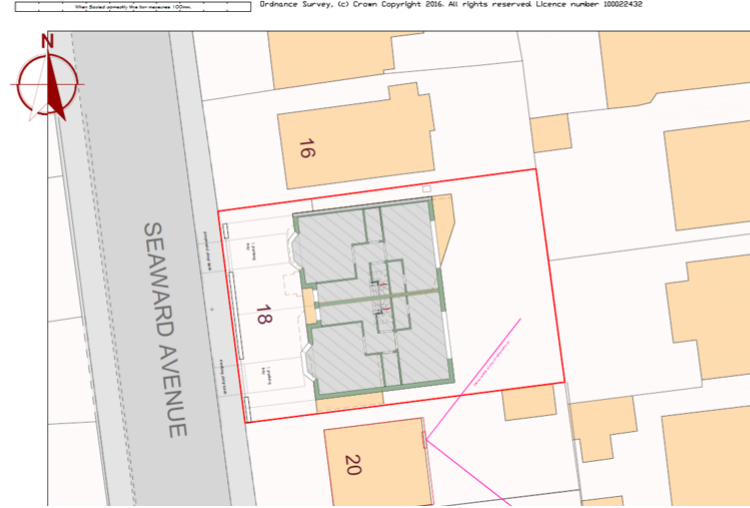 When Scaled correctly this bar measures 100mm.
Ordnance Survey, (c) Crown Copyright 2016. All rights reserved. Licence number 100022432
N
16
SEAWARD AVENUE
18
20